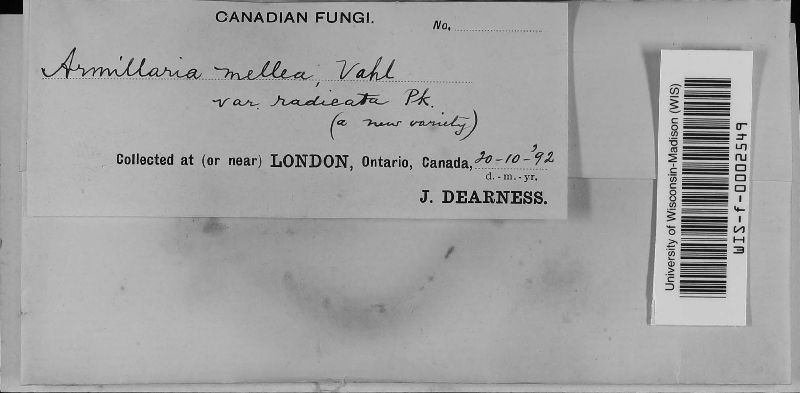 CANADIAN FUNGI.
No.
Armillaria mellea, Vahl
var. radicata Pk.
(a new variety)
Collected at (or near) LONDON, Ontario, Canada, 20-10-'92
d. - m. - yr.
J. DEARNESS.
University of Wisconsin-Madison (WIS)
WIS-f-0002549